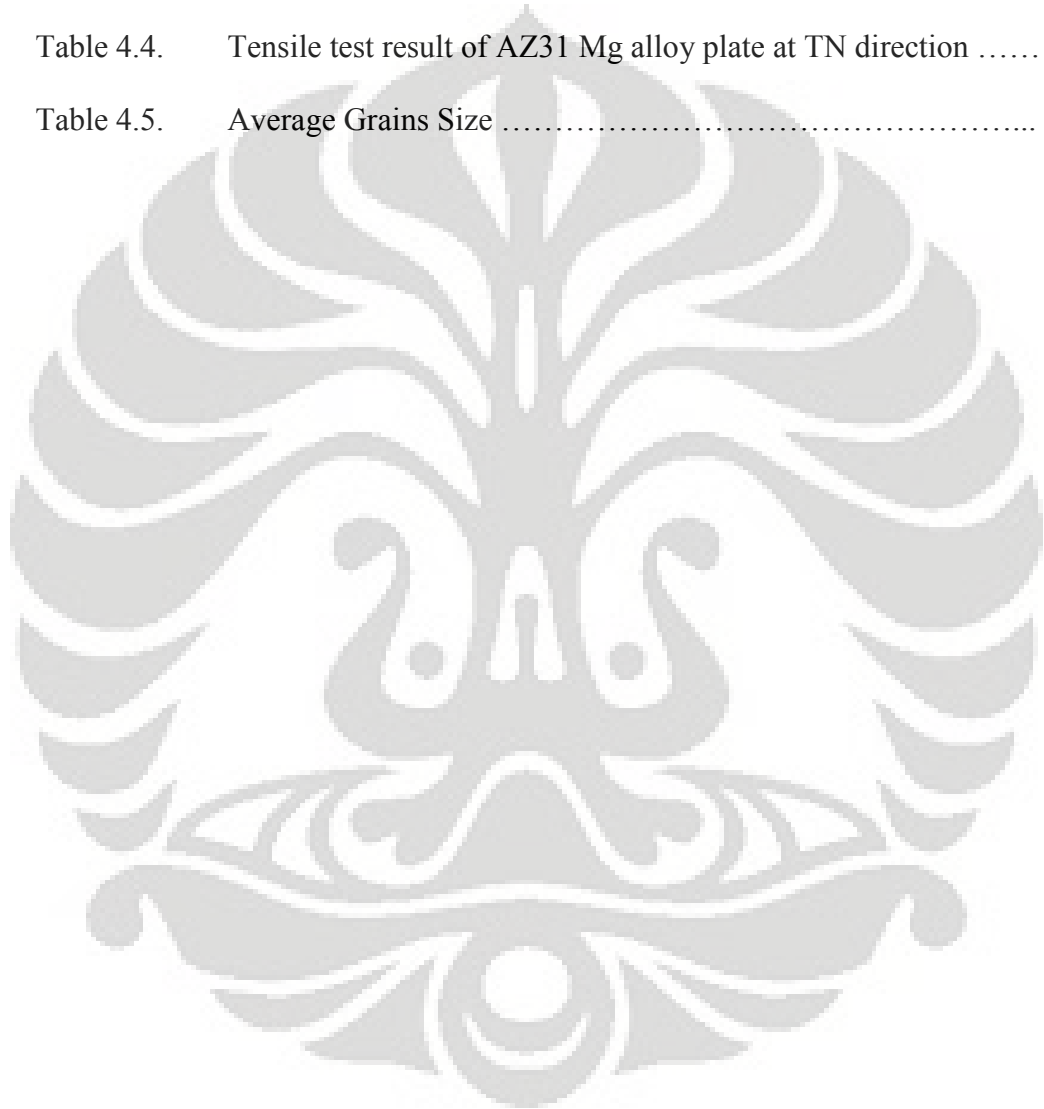 Table 4.4. Tensile test result of AZ31 Mg alloy plate at TN direction ……
Table 4.5. Average Grains Size …………………………………………...